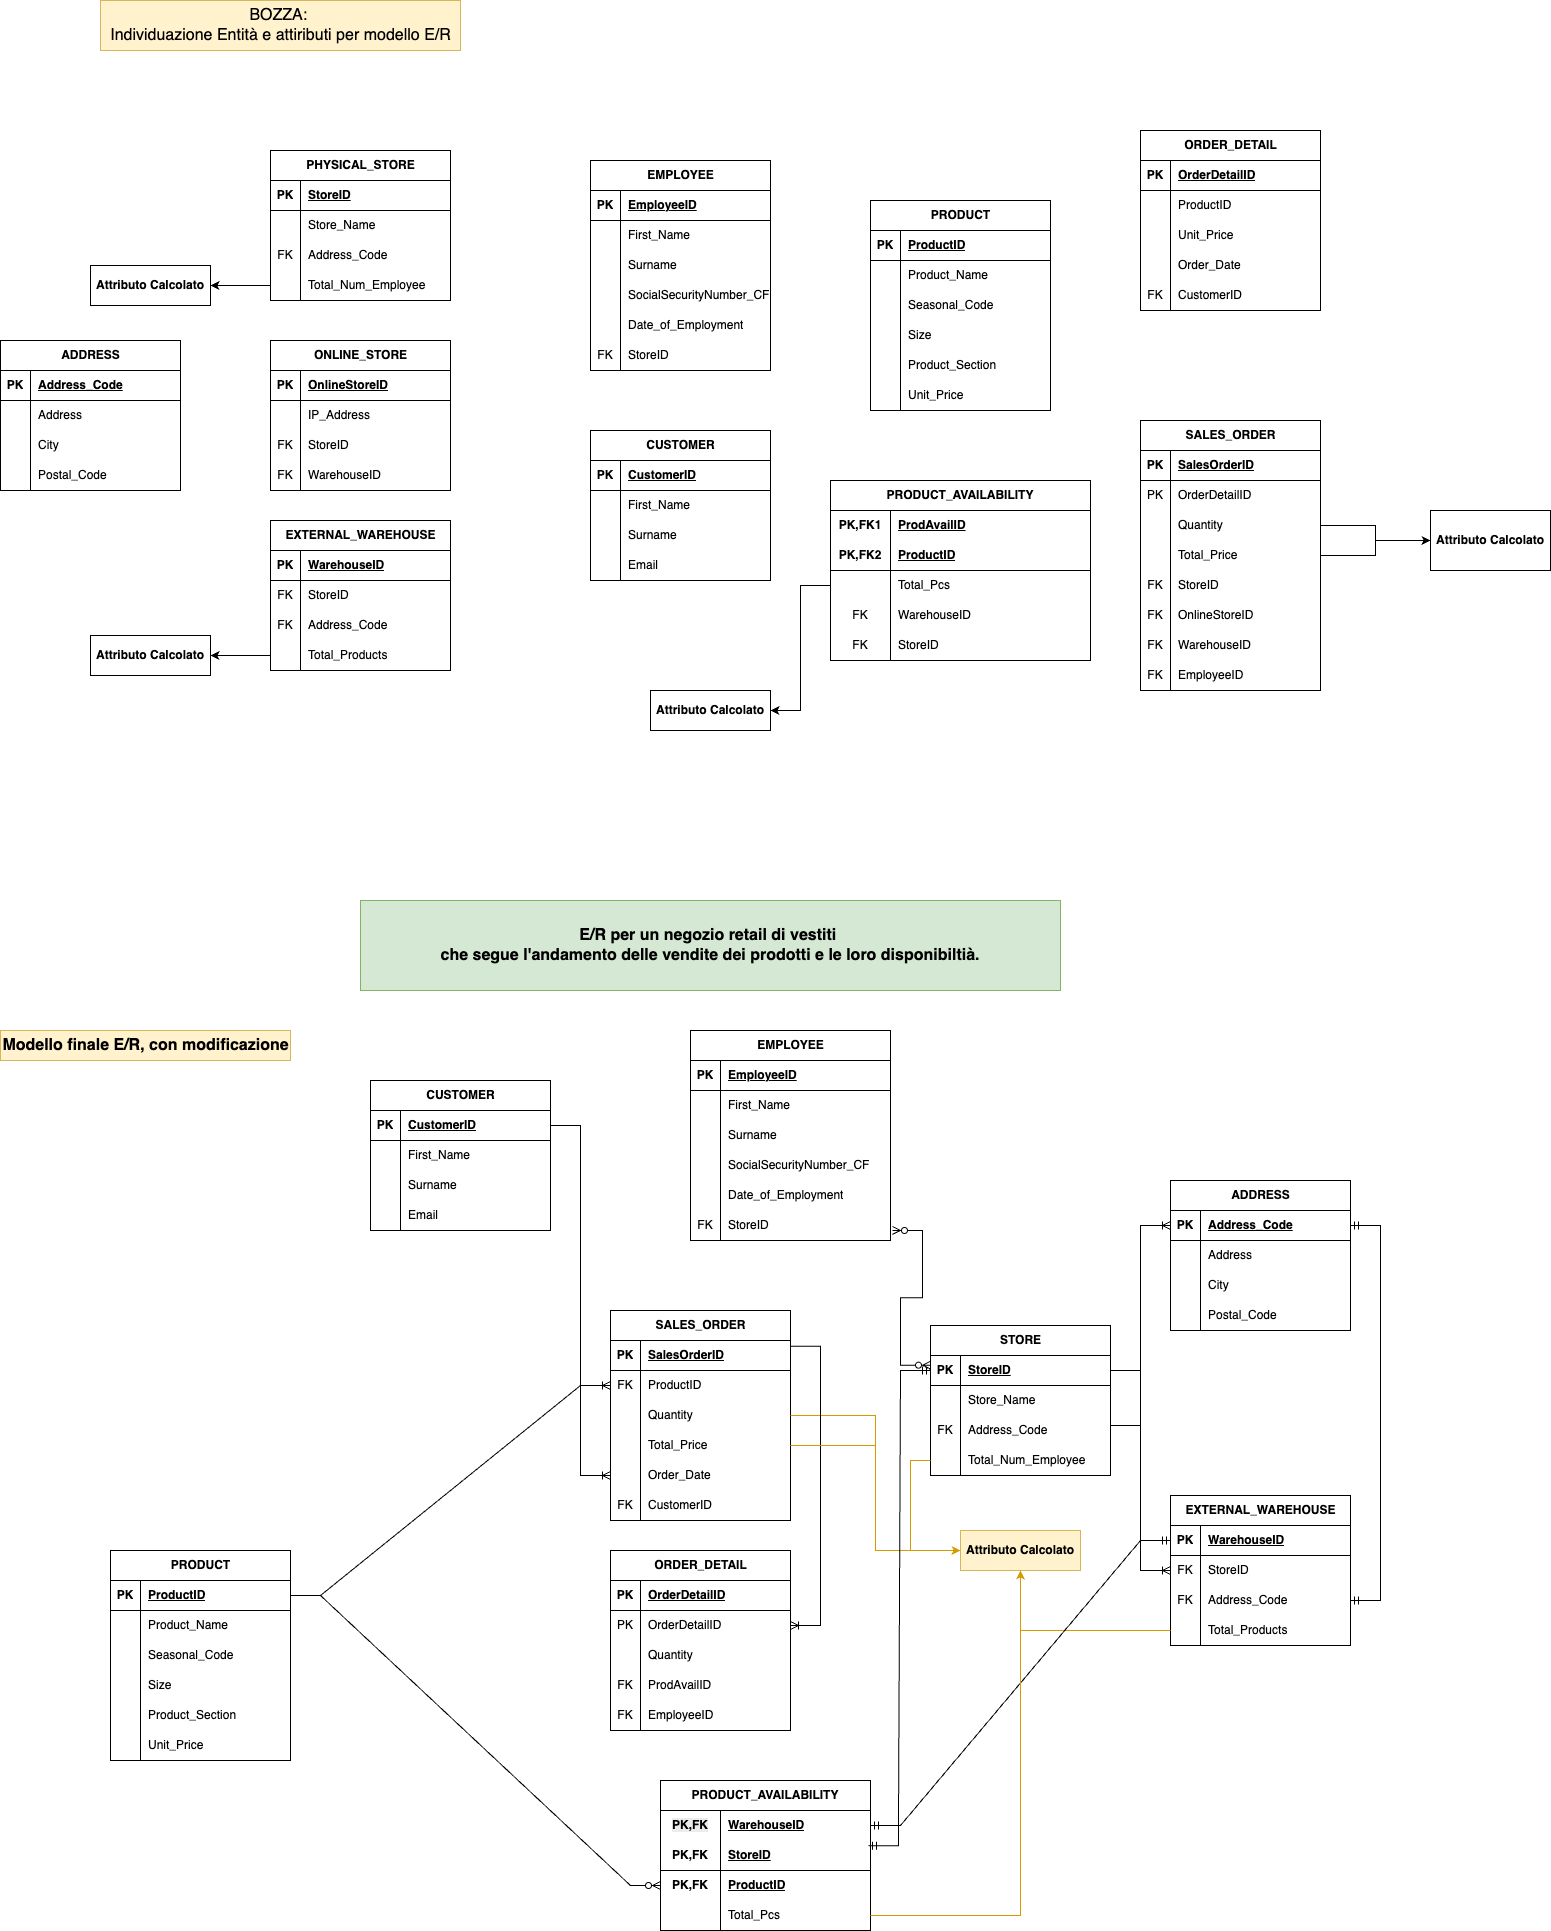 BOZZA:
Individuazione Entità e attiributi per modello E/R
PHYSICAL_STORE
PK StoreID
Store_Name
FK Address_Code
Total_Num_Employee
Attributo Calcolato
ADDRESS
PK Address_Code
Address
City
Postal_Code
ONLINE_STORE
PK OnlineStoreID
IP_Address
FK StoreID
FK WarehouseID
EXTERNAL_WAREHOUSE
PK WarehouseID
FK StoreID
FK Address_Code
Total_Products
Attributo Calcolato
EMPLOYEE
PK EmployeeID
First_Name
Surname
SocialSecurityNumber_CF
Date_of_Employment
FK StoreID
CUSTOMER
PK CustomerID
First_Name
Surname
Email
PRODUCT
PK ProductID
Product_Name
Seasonal_Code
Size
Product_Section
Unit_Price
PRODUCT_AVAILABILITY
PK,FK1 ProdAvailID
PK,FK2 ProductID
Total_Pcs
FK WarehouseID
FK StoreID
Attributo Calcolato
ORDER_DETAIL
PK OrderDetailID
ProductID
Unit_Price
Order_Date
FK CustomerID
SALES_ORDER
PK SalesOrderID
PK OrderDetailID
Quantity
Total_Price
FK StoreID
FK OnlineStoreID
FK WarehouseID
FK EmployeeID
Attributo Calcolato
E/R per un negozio retail di vestiti
che segue l'andamento delle vendite dei prodotti e le loro disponibiltià.
Modello finale E/R, con modificazione
CUSTOMER
PK CustomerID
First_Name
Surname
Email
EMPLOYEE
PK EmployeeID
First_Name
Surname
SocialSecurityNumber_CF
Date_of_Employment
FK StoreID
ADDRESS
PK Address_Code
Address
City
Postal_Code
SALES_ORDER
PK SalesOrderID
FK ProductID
Quantity
Total_Price
Order_Date
FK CustomerID
STORE
PK StoreID
Store_Name
FK Address_Code
Total_Num_Employee
EXTERNAL_WAREHOUSE
PK WarehouseID
FK StoreID
FK Address_Code
Total_Products
Attributo Calcolato
PRODUCT
PK ProductID
Product_Name
Seasonal_Code
Size
Product_Section
Unit_Price
ORDER_DETAIL
PK OrderDetailID
PK OrderDetailID
Quantity
FK ProdAvailID
FK EmployeeID
PRODUCT_AVAILABILITY
PK,FK WarehouseID
PK,FK StoreID
PK,FK ProductID
Total_Pcs